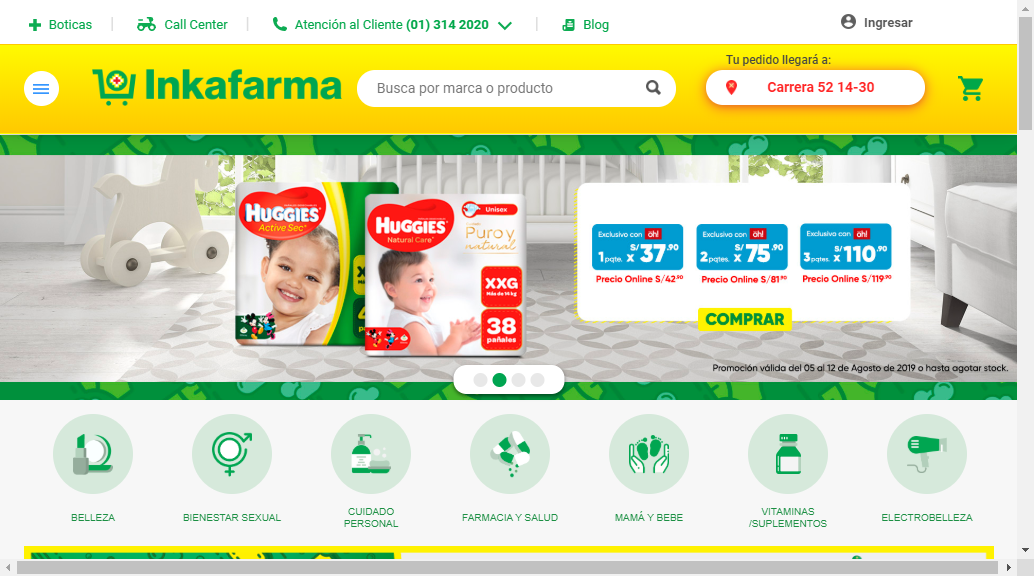 Boticas
Call Center
Atención al Cliente (01) 314 2020
Blog
Ingresar
Inkafarma
Busca por marca o producto
Tu pedido llegará a:
Carrera 52 14-30
HUGGIES
Active Sec
HUGGIES
Natural Care
Unisex
Puro y
natural
XXG
Más de 14 kg
38
pañales
Exclusivo con óh!
1 pqte. x S/37.90
Precio Online S/42.90
Exclusivo con óh!
2 pqtes. x S/75.90
Precio Online S/81.90
Exclusivo con óh!
3 pqtes. x S/110.90
Precio Online S/119.90
COMPRAR
Promoción válida del 05 al 12 de Agosto de 2019 o hasta agotar stock.
BELLEZA
BIENESTAR SEXUAL
CUIDADO
PERSONAL
FARMACIA Y SALUD
MAMÁ Y BEBE
VITAMINAS
/SUPLEMENTOS
ELECTROBELLEZA